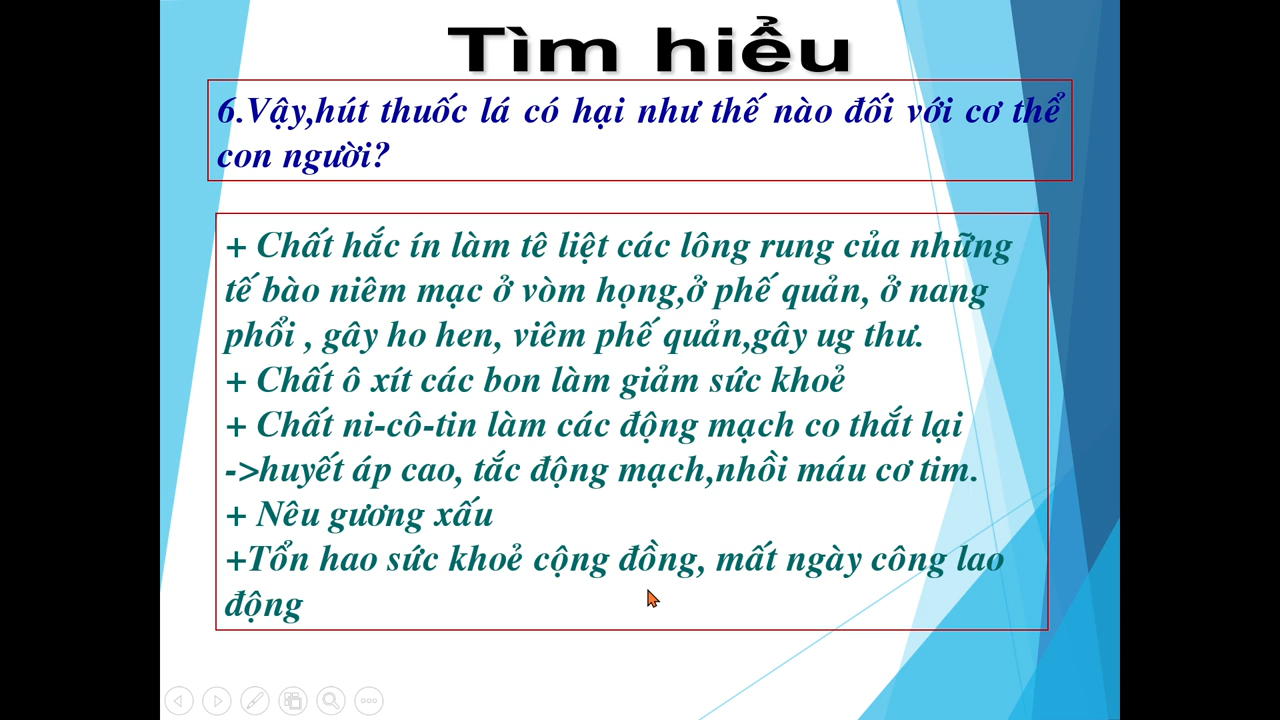 Tìm hiểu
6.Vậy,hút thuốc lá có hại như thế nào đối với cơ thể
con người?
+ Chất hắc ín làm tê liệt các lông rung của những
tế bào niêm mạc ở vòm họng,ở phế quản, ở nang
phổi , gây ho hen, viêm phế quản,gây ug thư.
+ Chất ô xít các bon làm giảm sức khoẻ
+ Chất ni-cô-tin làm các động mạch co thắt lại
->huyết áp cao, tắc động mạch,nhồi máu cơ tim.
+ Nêu gương xấu
+Tổn hao sức khoẻ cộng đồng, mất ngày công lao
động